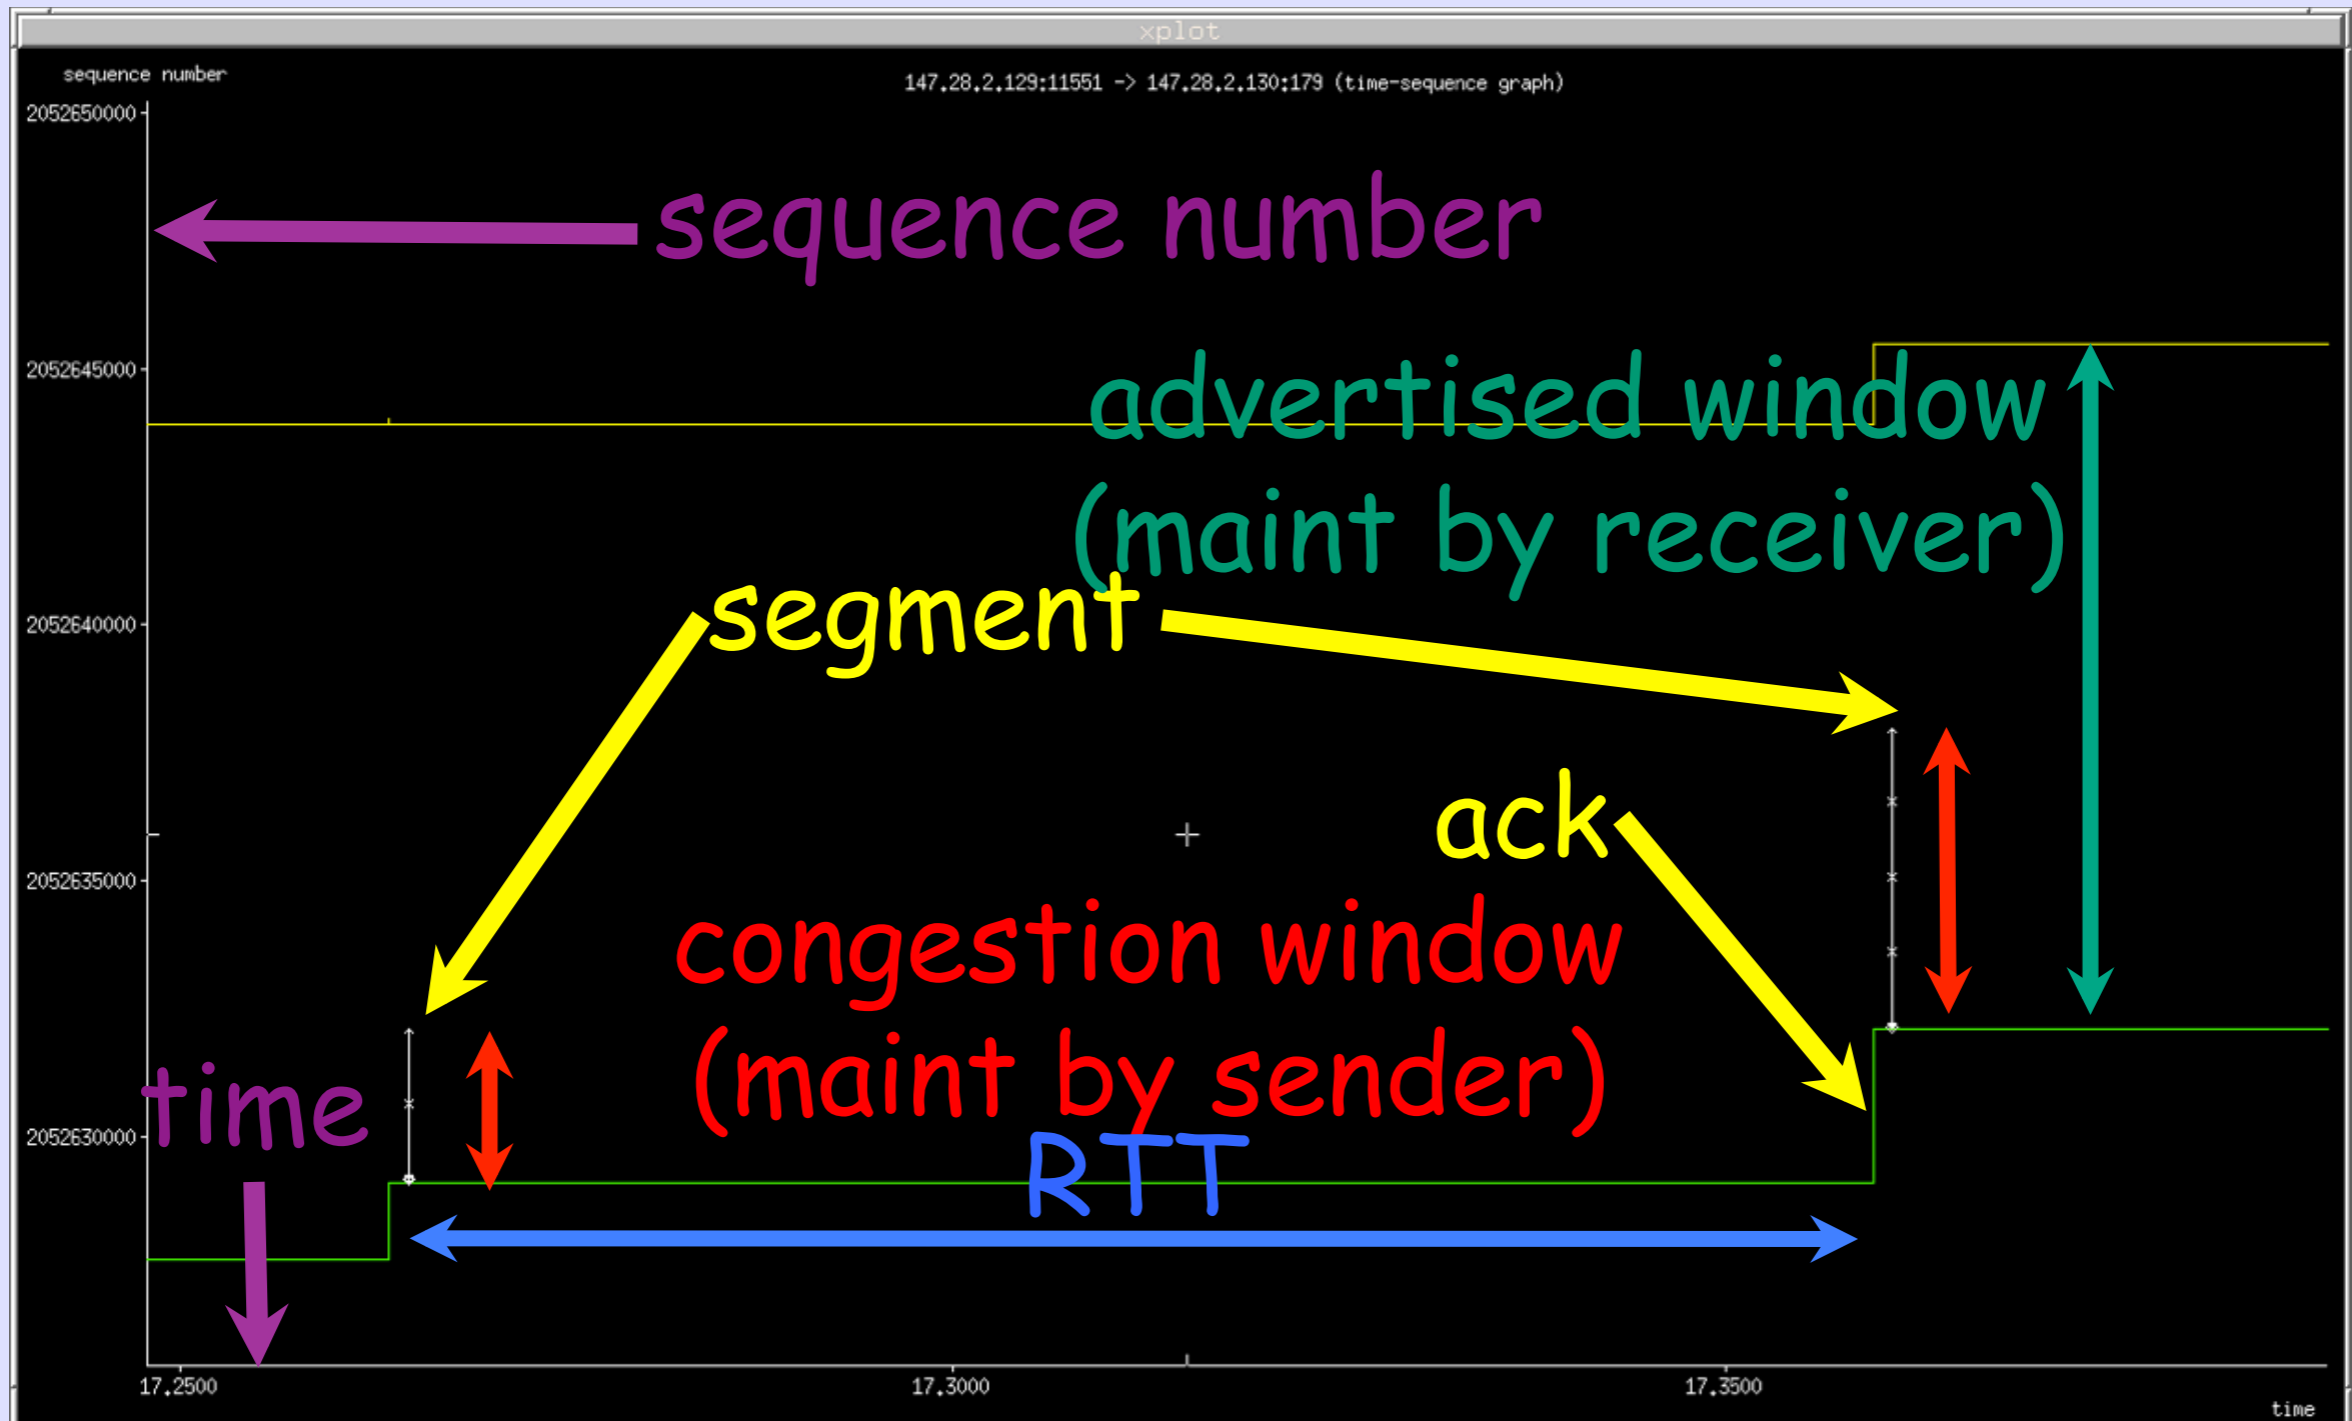 xplot
sequence number
147.28.2.129:11551 -> 147.28.2.130:179 (time-sequence graph)
2052650000
sequence number
2052645000
advertised window
(maint by receiver)
segment
2052640000
ack
2052635000
congestion window
(maint by sender)
time
2052630000
RTT
17.2500
17.3000
17.3500
time